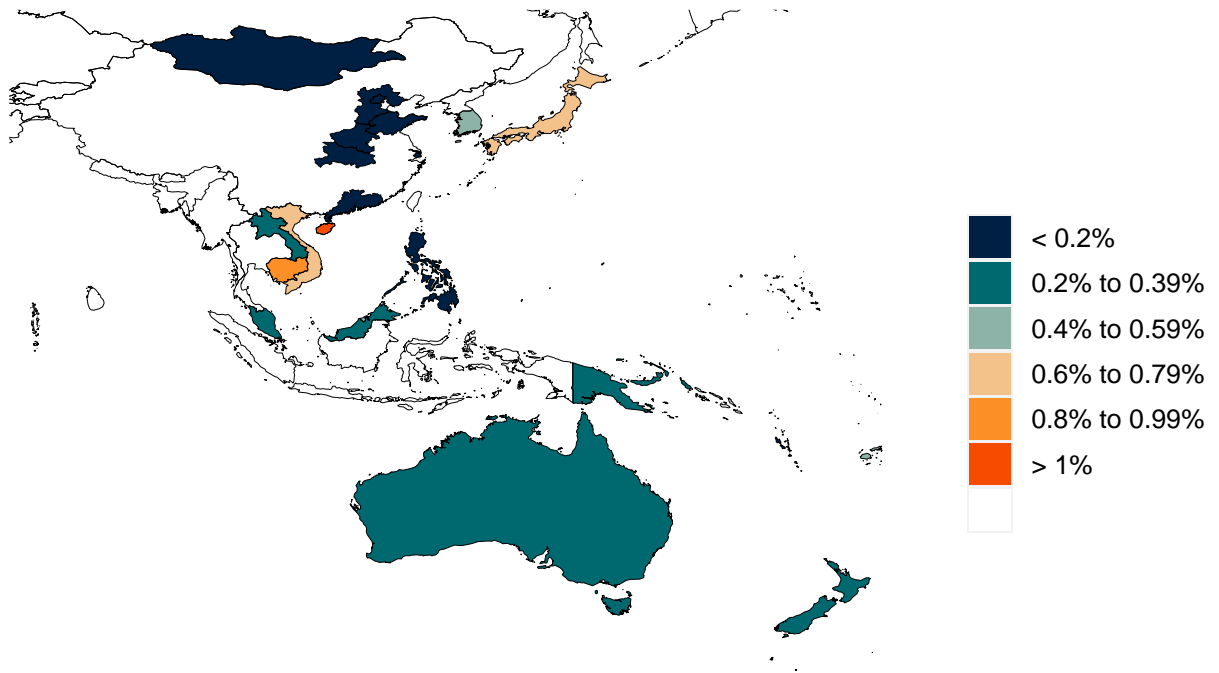 < 0.2%
0.2% to 0.39%
0.4% to 0.59%
0.6% to 0.79%
0.8% to 0.99%
> 1%